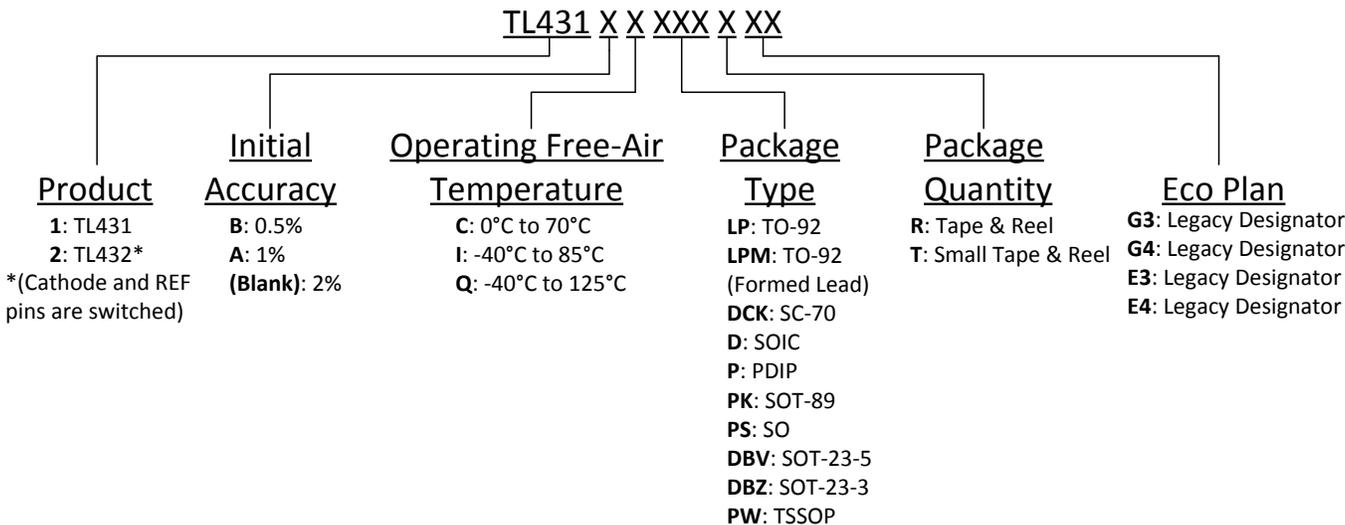 TL431 X X XXX X XX
Product
1: TL431
2: TL432*
*(Cathode and REF
pins are switched)
Initial
Accuracy
B: 0.5%
A: 1%
(Blank): 2%
Operating Free-Air
Temperature
C: 0°C to 70°C
I: -40°C to 85°C
Q: -40°C to 125°C
Package
Type
LP: TO-92
LPM: TO-92
(Formed Lead)
DCK: SC-70
D: SOIC
P: PDIP
PK: SOT-89
PS: SO
DBV: SOT-23-5
DBZ: SOT-23-3
PW: TSSOP
Package
Quantity
R: Tape & Reel
T: Small Tape & Reel
Eco Plan
G3: Legacy Designator
G4: Legacy Designator
E3: Legacy Designator
E4: Legacy Designator